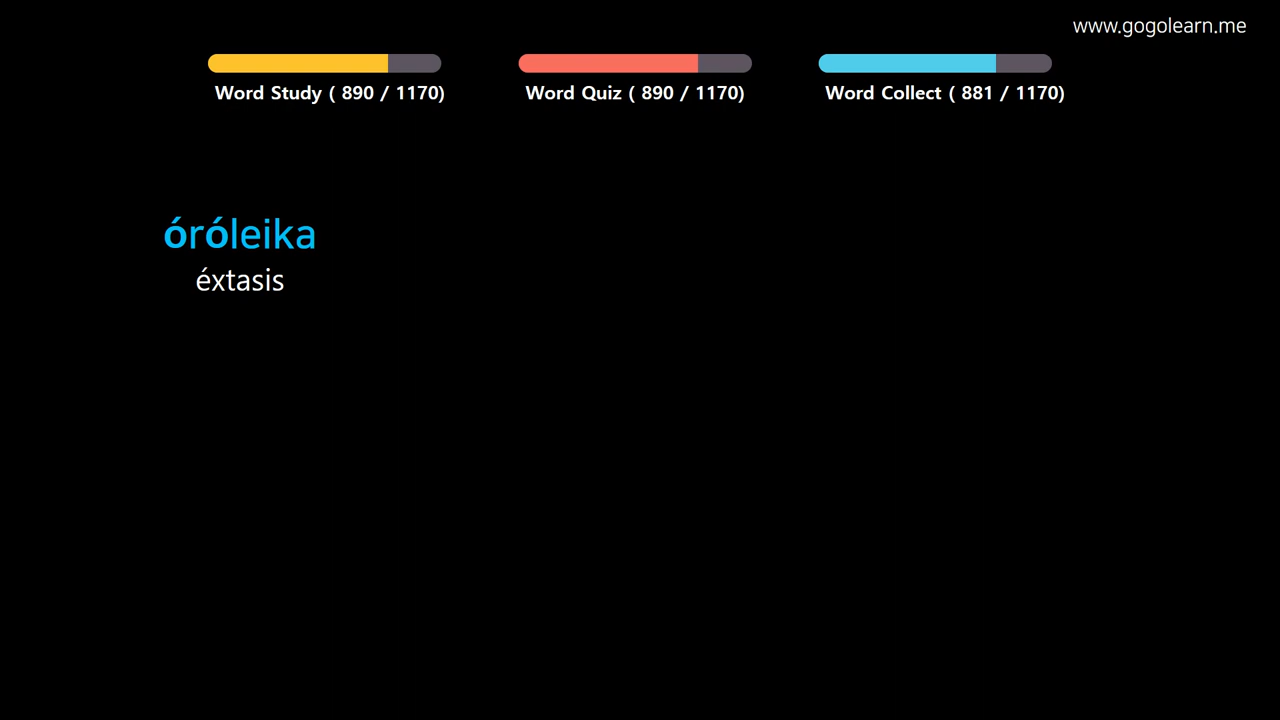 www.gogolearn.me
Word Study ( 890 / 1170)
Word Quiz ( 890 / 1170)
Word Collect ( 881 / 1170)
óróleika
éxtasis